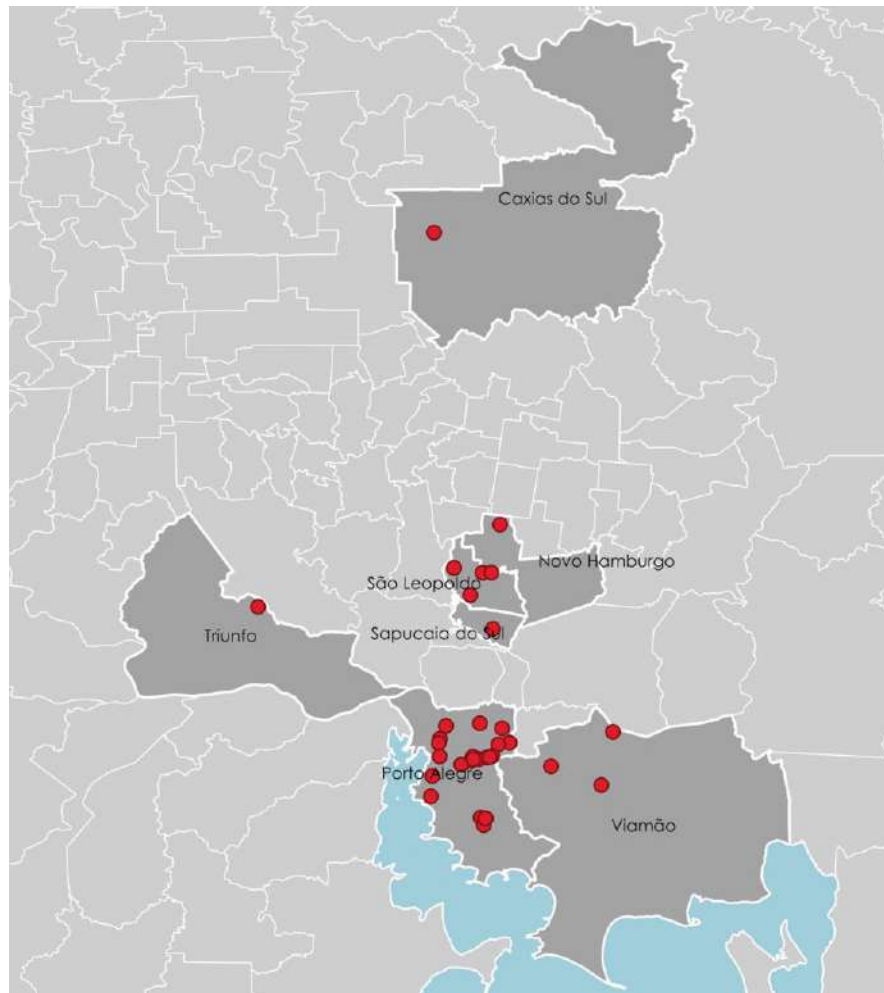 Caxias do Sul
Novo Hamburgo
São Leopoldo
Sapucaia do Sul
Triunfo
Porto Alegre
Viamão